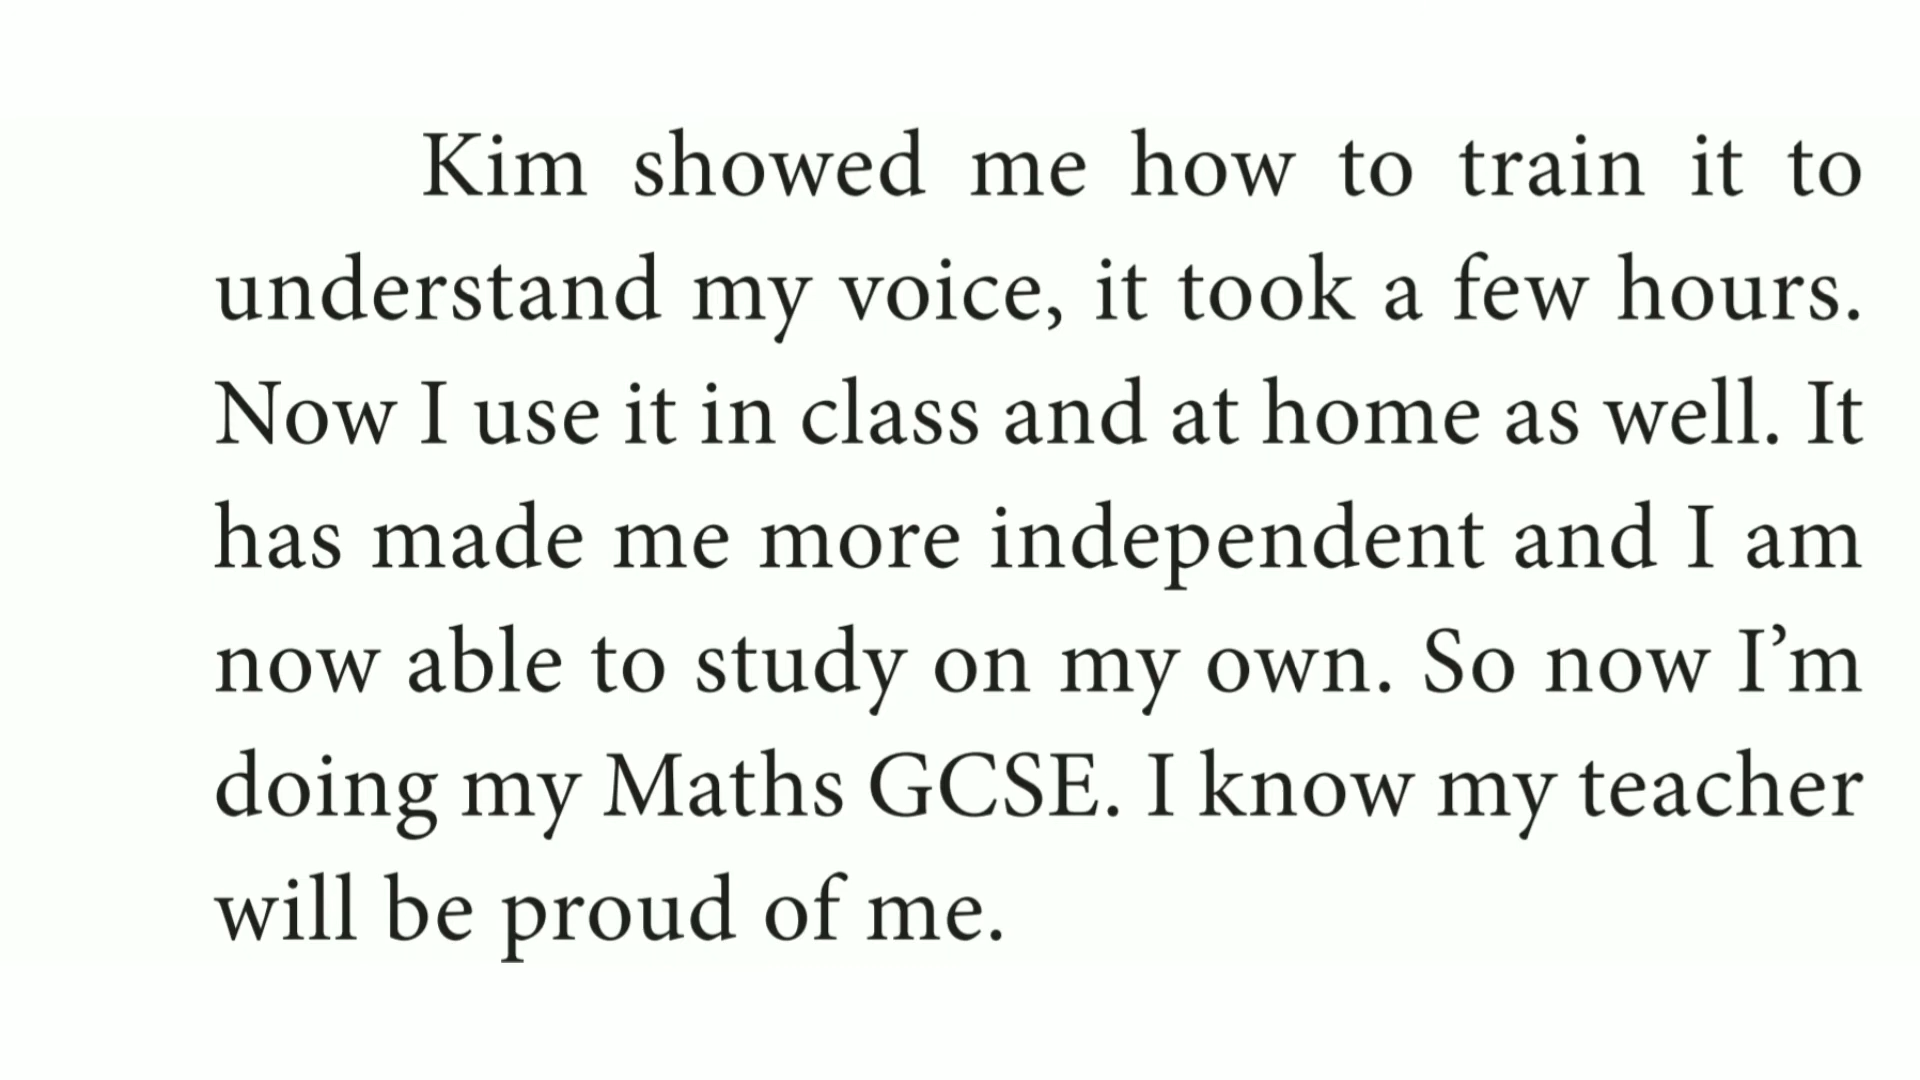 Kim showed me how to train it to
understand my voice, it took a few hours.
Now I use it in class and at home as well. It
has made me more independent and I am
now able to study on my own. So now I’m
doing my Maths GCSE. I know my teacher
will be proud of me.